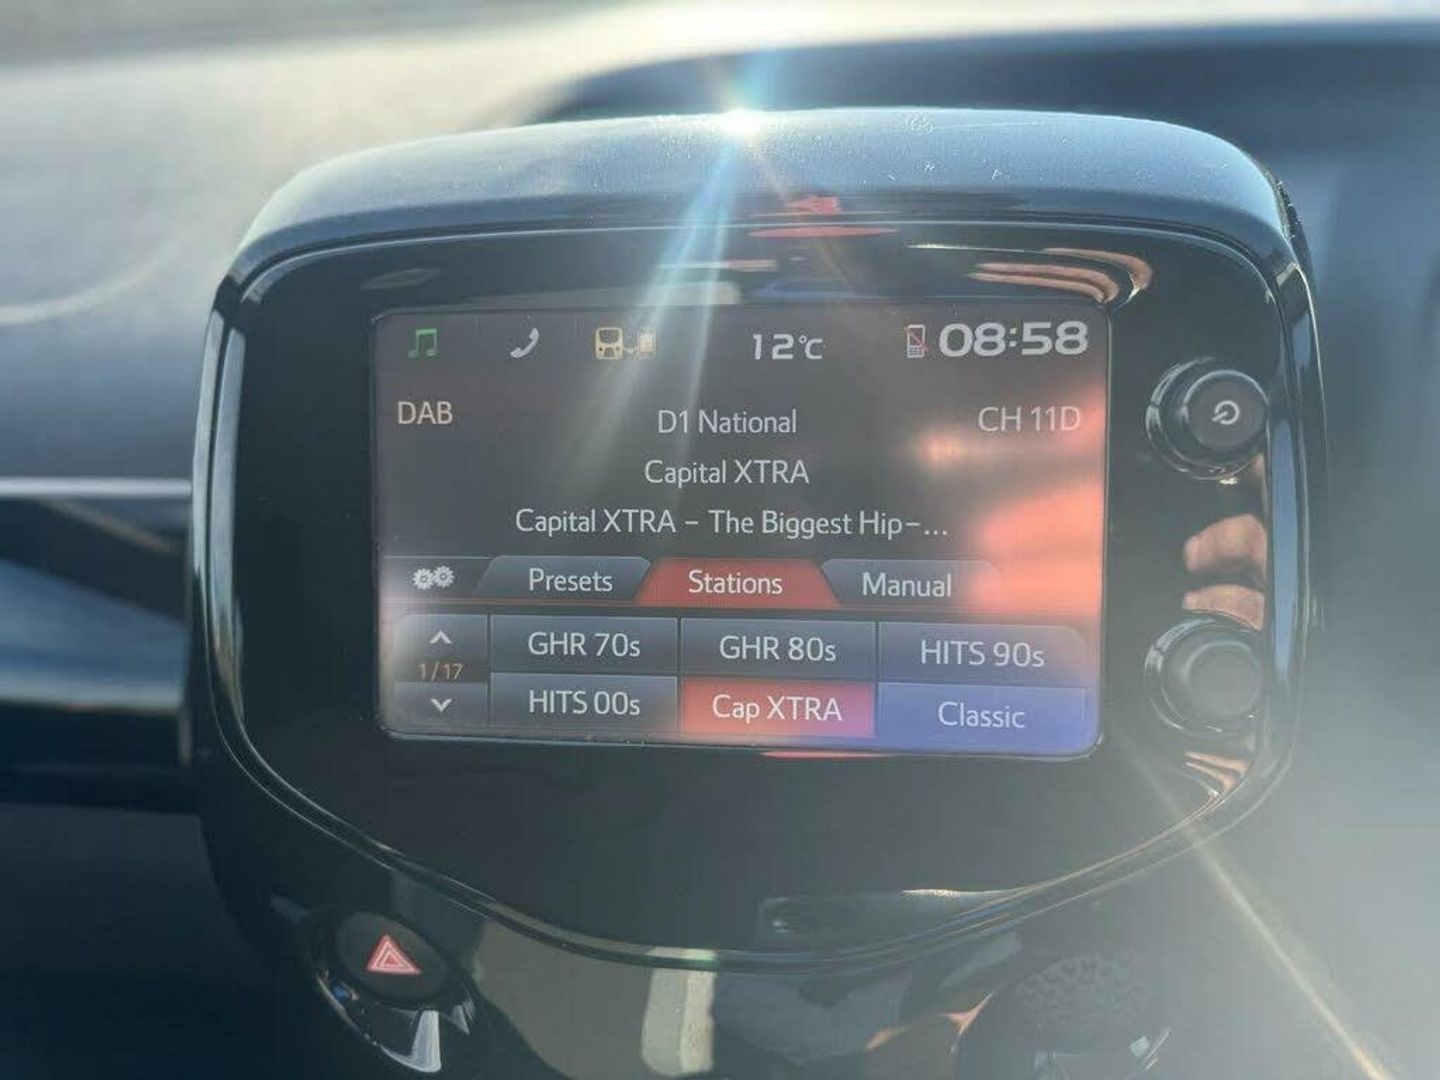 12°C
08:58
DAB
D1 National
CH 11D
Capital XTRA
Capital XTRA – The Biggest Hip–...
Presets
Stations
Manual
1/17
GHR 70s
GHR 80s
HITS 90s
HITS 00s
Cap XTRA
Classic